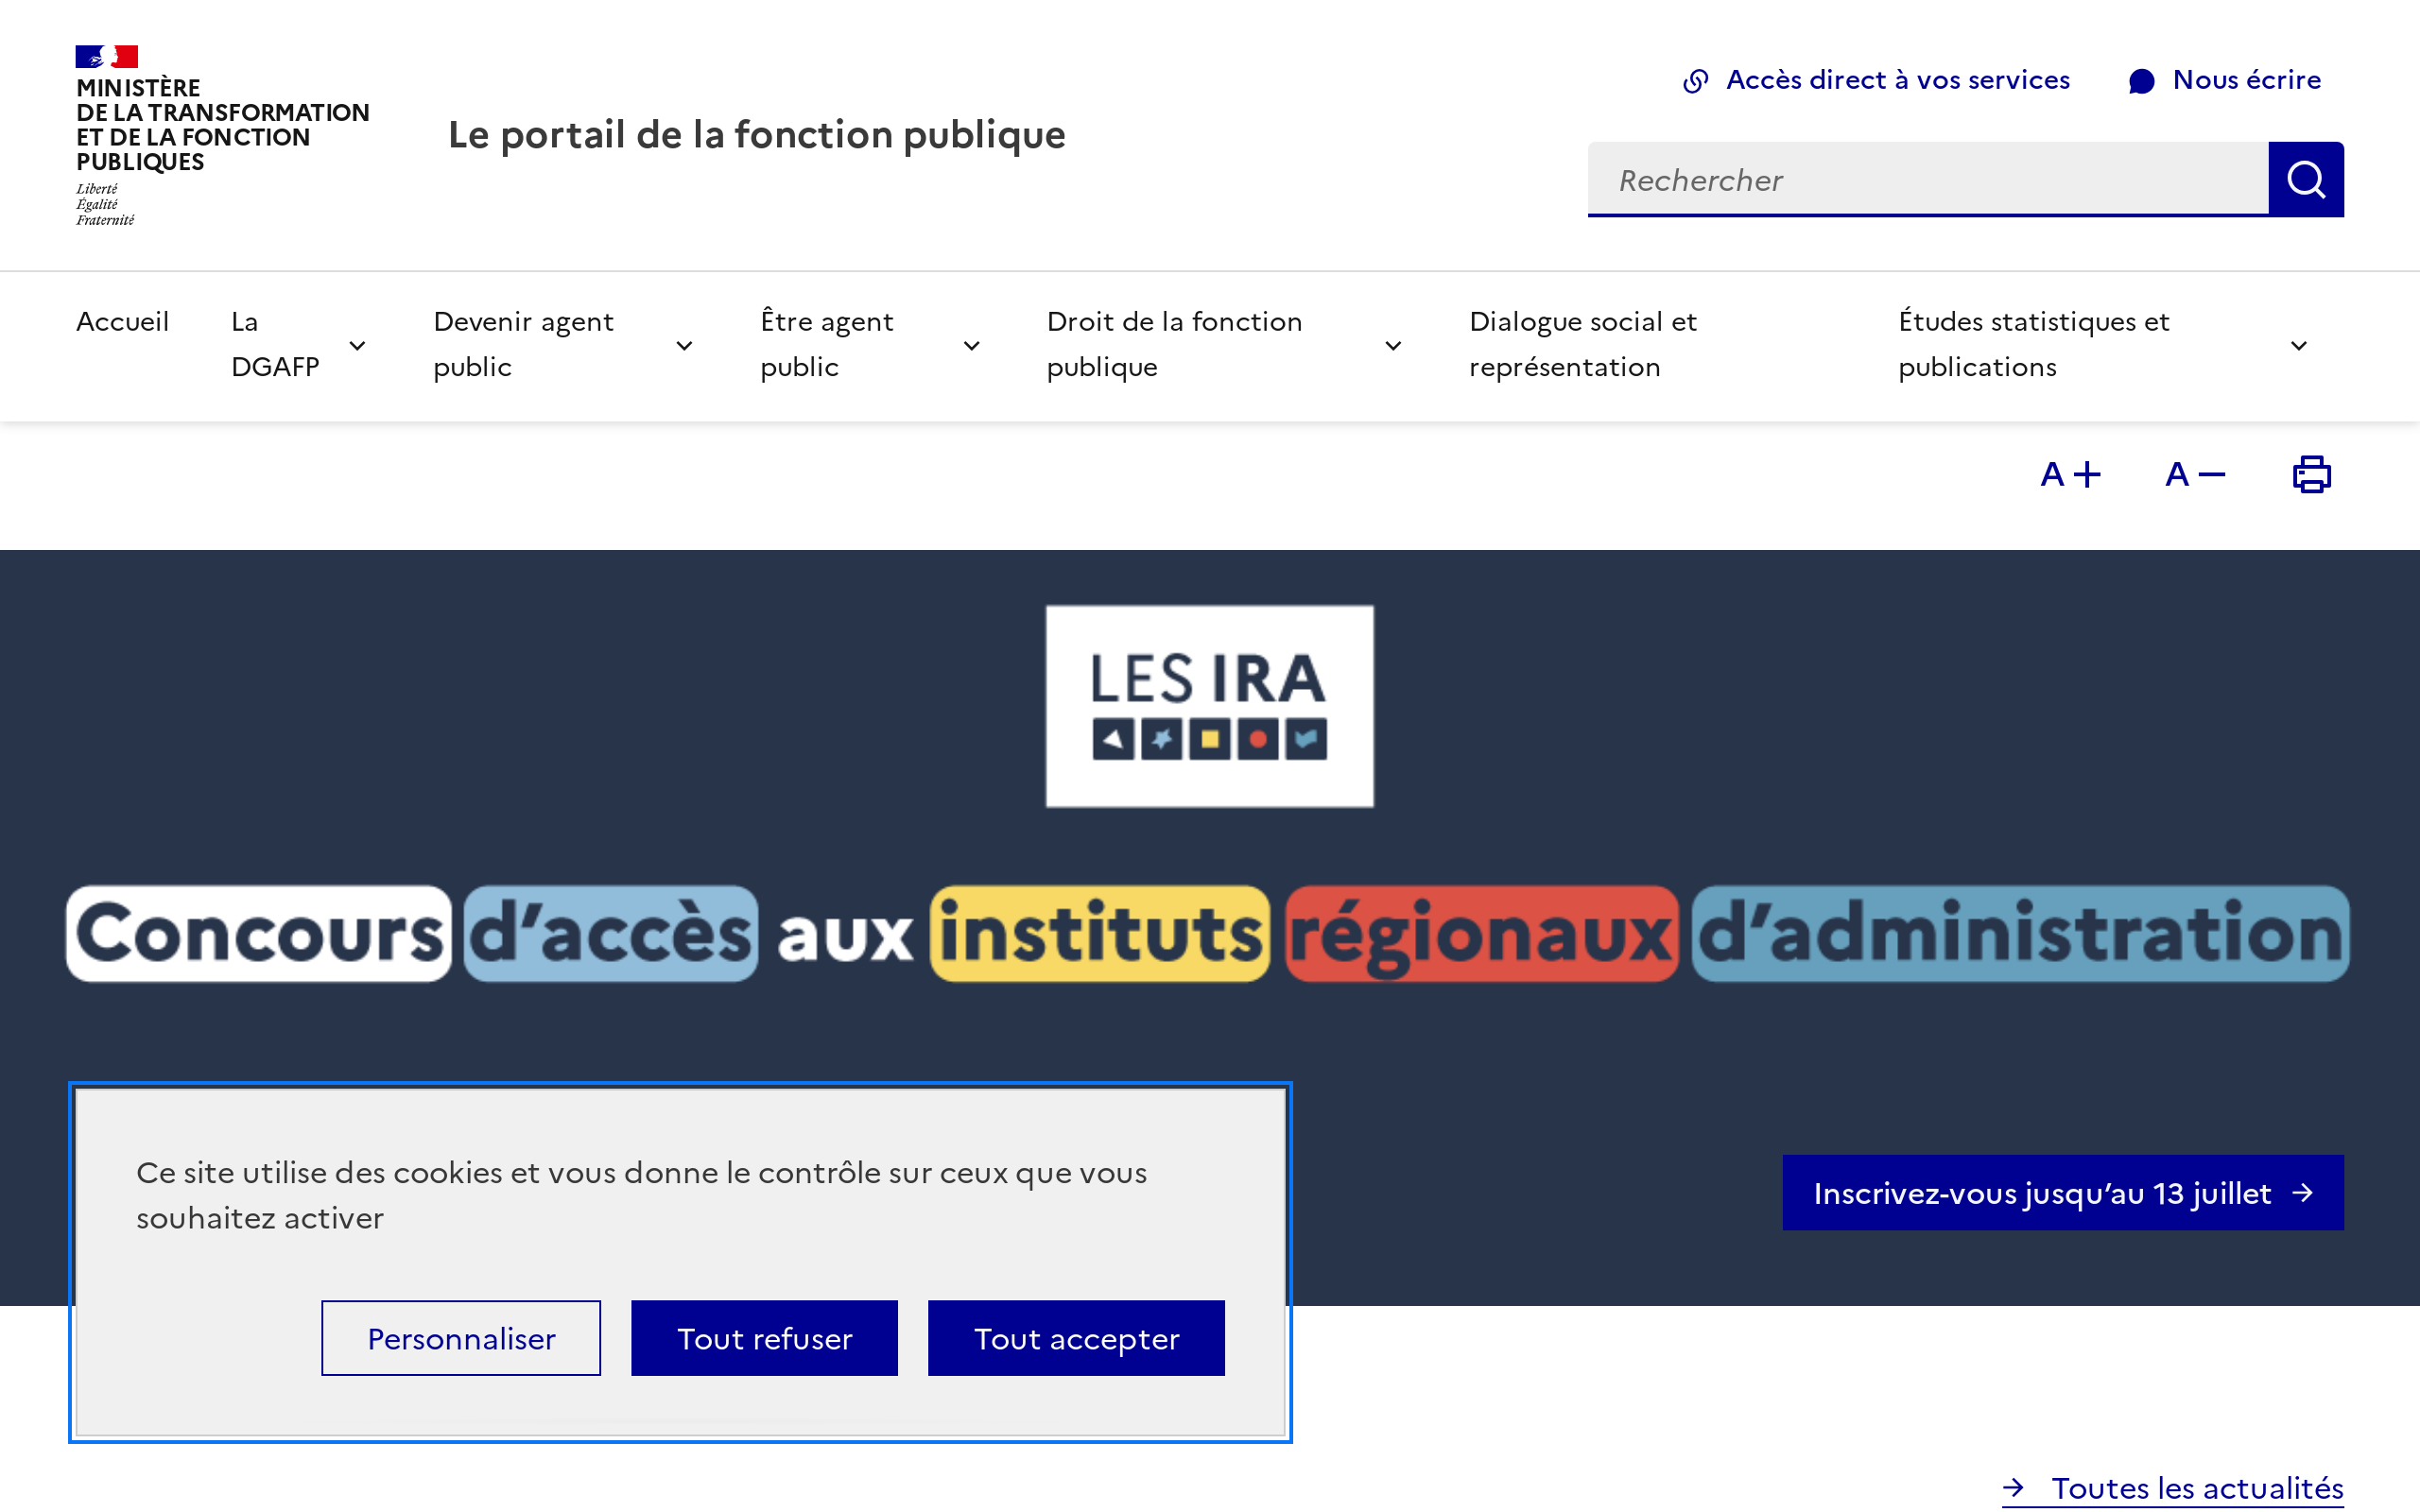 MINISTÈRE
DE LA TRANSFORMATION
ET DE LA FONCTION
PUBLIQUES
Liberté
Égalité
Fraternité
Le portail de la fonction publique
Accès direct à vos services
Nous écrire
Rechercher
Accueil
La
DGAFP
Devenir agent
public
Être agent
public
Droit de la fonction
publique
Dialogue social et
représentation
Études statistiques et
publications
A+
A−
LES IRA
Concours d’accès aux instituts régionaux d’administration
Ce site utilise des cookies et vous donne le contrôle sur ceux que vous
souhaitez activer
Personnaliser
Tout refuser
Tout accepter
Inscrivez-vous jusqu’au 13 juillet
Toutes les actualités